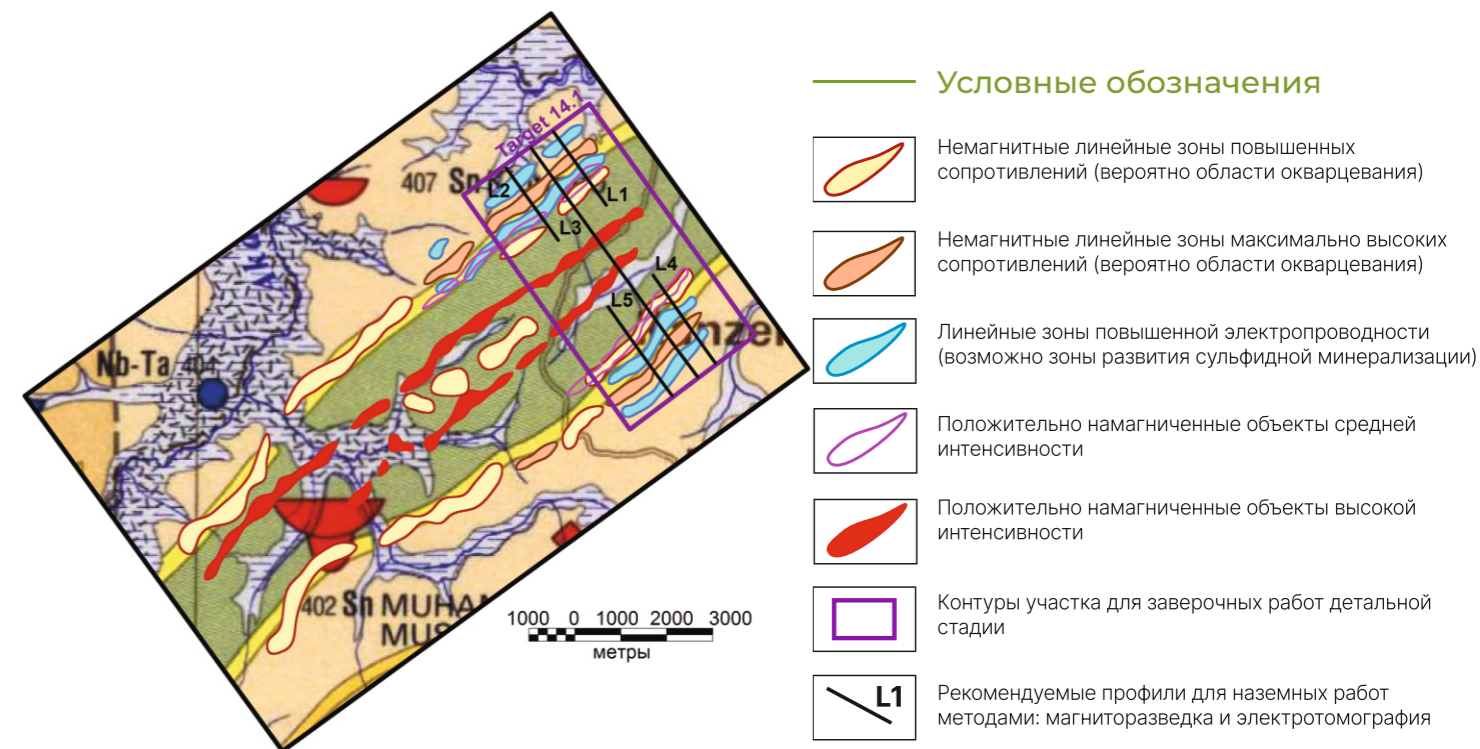 Target 14.1
407 Sn
L2
L1
L3
L4
L5
nzer
Nb-Ta
402 Sn MUHA
MUS
1000 0 1000 2000 3000
метры
Условные обозначения
Немагнитные линейные зоны повышенных
сопротивлений (вероятно области окварцевания)
Немагнитные линейные зоны максимально высоких
сопротивлений (вероятно области окварцевания)
Линейные зоны повышенной электропроводности
(возможно зоны развития сульфидной минерализации)
Положительно намагниченные объекты средней
интенсивности
Положительно намагниченные объекты высокой
интенсивности
Контуры участка для заверочных работ детальной
стадии
L1
Рекомендуемые профили для наземных работ
методами: магниторазведка и электротомография